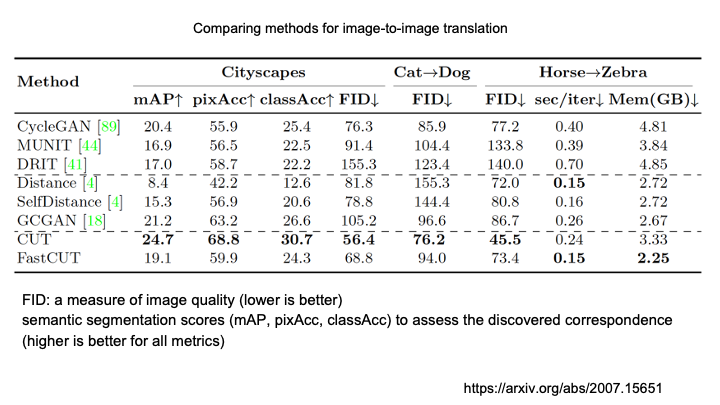 Comparing methods for image-to-image translation
Method Cityscapes Cat→Dog Horse→Zebra
mAP↑ pixAcc↑ classAcc↑ FID↓ FID↓ FID↓ sec/iter↓ Mem(GB)↓
CycleGAN [89] 20.4 55.9 25.4 76.3 85.9 77.2 0.40 4.81
MUNIT [44] 16.9 56.5 22.5 91.4 104.4 133.8 0.39 3.84
DRIT [41] 17.0 58.7 22.2 155.3 123.4 140.0 0.70 4.85
Distance [4] 8.4 42.2 12.6 81.8 155.3 72.0 0.15 2.72
SelfDistance [4] 15.3 56.9 20.6 78.8 144.4 80.8 0.16 2.72
GCGAN [18] 21.2 63.2 26.6 105.2 96.6 86.7 0.26 2.67
CUT 24.7 68.8 30.7 56.4 76.2 45.5 0.24 3.33
FastCUT 19.1 59.9 24.3 68.8 94.0 73.4 0.15 2.25
FID: a measure of image quality (lower is better)
semantic segmentation scores (mAP, pixAcc, classAcc) to assess the discovered correspondence
(higher is better for all metrics)
https://arxiv.org/abs/2007.15651